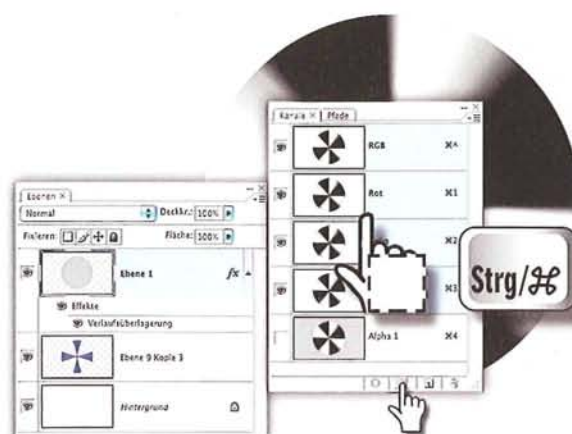 Kanäle × Pfade
RGB ⌘^
Rot ⌘1
⌘2
⌘3
Alpha 1 ⌘4
Strg/⌘
Ebenen ×
Normal Deckkr.: 100%
Fixieren: Fläche: 100%
Ebene 1 fx
Effekte
Verlaufsüberlagerung
Ebene 9 Kopie 3
Hintergrund